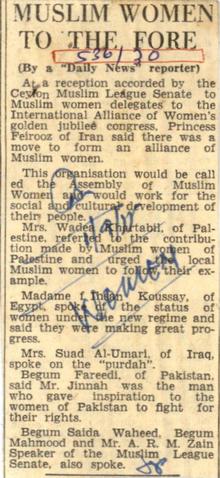 MUSLIM WOMEN
TO THE FORE
536/20
(By a "Daily News" reporter)
At a reception accorded by the
Ceylon Muslim League Senate to
Muslim women delegates to the
International Alliance of Women's
golden jubilee congress, Princess
Felroos of Iran said there was
a move to form an alliance of
Muslim women.
This organisation would be call
ed the Assembly of Muslim
Women and would work for the
social and cultural development of
their people.
Mrs. Wadea Khartabil, of Pal-
estine, referred to the contribu-
tion made by Muslim women of
Palestine and urged the local
Muslim women to follow their ex-
ample.
Madame Inham Koussay, of
Egypt, spoke of the status of
women under the new regime and
said they were making great pro-
gress.
Mrs. Suad Al-Umari, of Iraq,
spoke on the "purdah".
Begum Fareedi, of Pakistan,
said Mr. Jinnah was the man
who gave inspiration to the
women of Pakistan to fight for
their rights.
Begum Saida Waheed, Begum
Mahmood and Mr. A. R. M. Zain
Speaker of the Muslim League
Senate, also spoke.